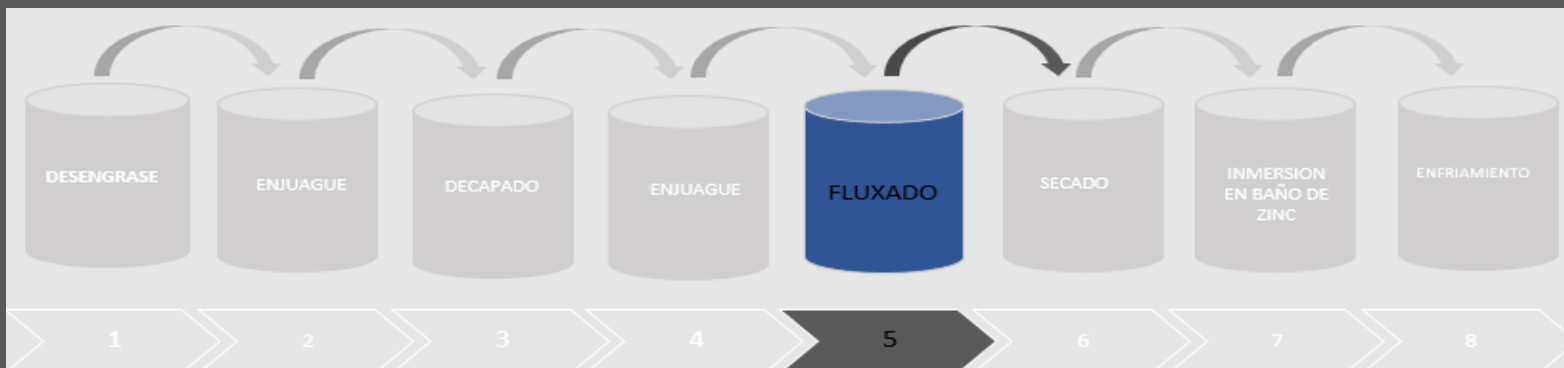 DESENGRASE
ENJUAGUE
DECAPADO
ENJUAGUE
FLUXADO
SECADO
INMERSION
EN BAÑO DE
ZINC
ENFRIAMIENTO
1
2
3
4
5
6
7
8